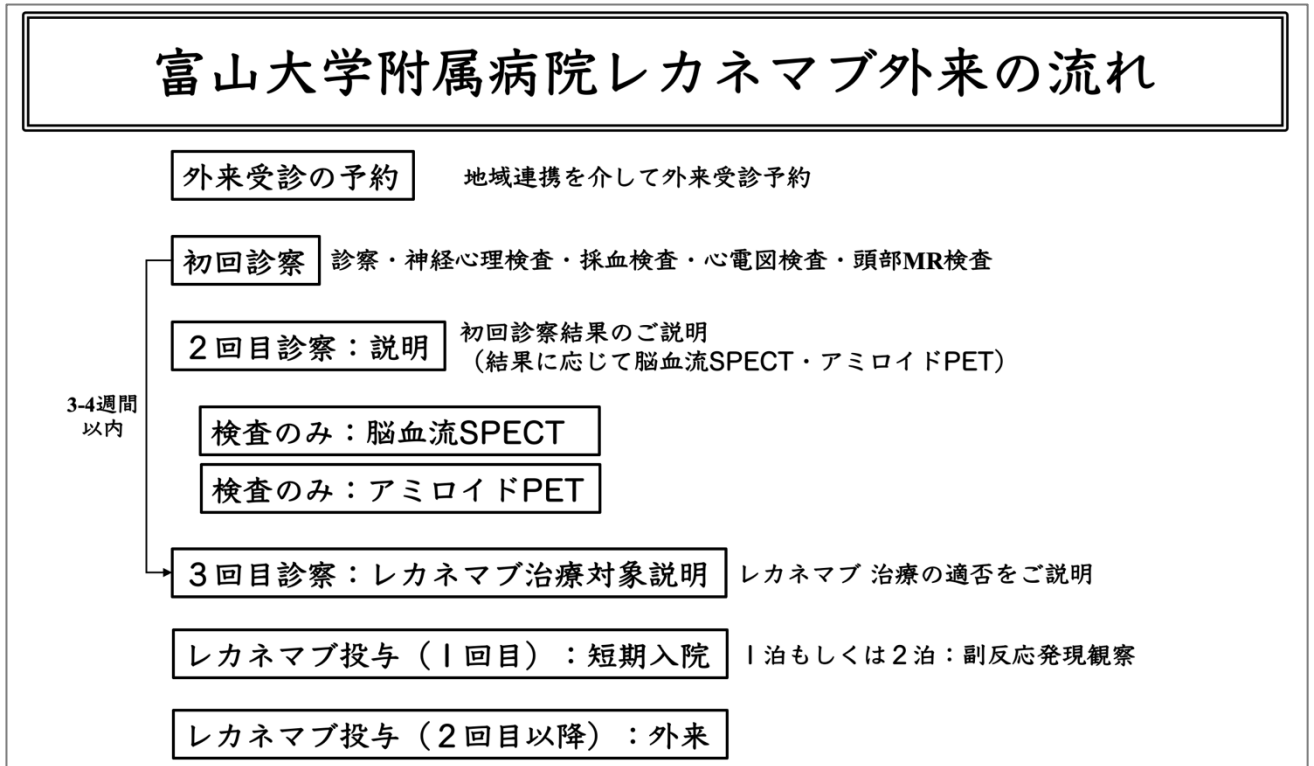 富山大学附属病院レカネマブ外来の流れ
外来受診の予約 地域連携を介して外来受診予約
初回診察 診察・神経心理検査・採血検査・心電図検査・頭部MR検査
2回目診察：説明 初回診察結果のご説明
（結果に応じて脳血流SPECT・アミロイドPET）
3-4週間
以内
検査のみ：脳血流SPECT
検査のみ：アミロイドPET
3回目診察：レカネマブ治療対象説明 レカネマブ 治療の適否をご説明
レカネマブ投与（1回目）：短期入院 1泊もしくは2泊：副反応発現観察
レカネマブ投与（2回目以降）：外来